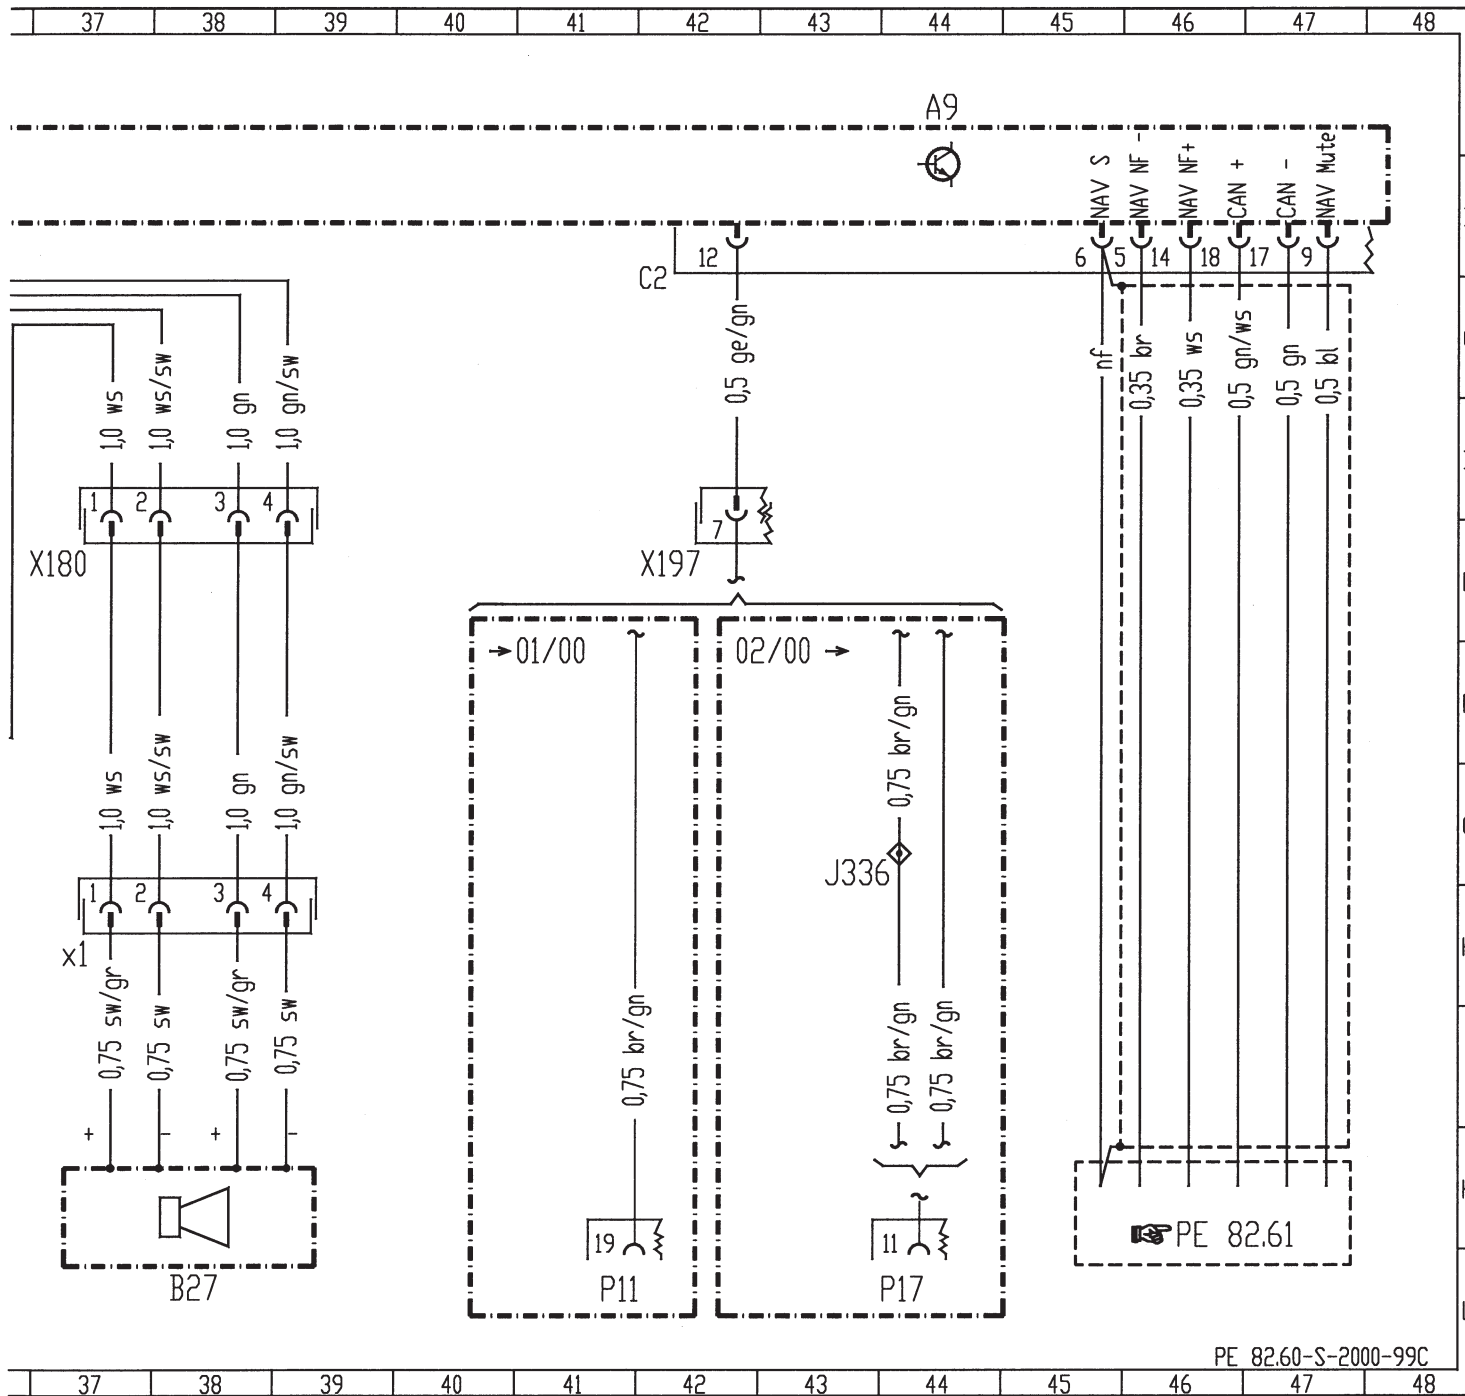 37 38 39 40 41 42 43 44 45 46 47 48
A9
NAV S
NAV NF -
NAV NF+
CAN +
CAN -
NAV Mute
12 6 5 14 18 17 9
C2
1,0 ws
1,0 ws/sw
1,0 gn
1,0 gn/sw
0,5 ge/gn
nf
0,35 br
0,35 ws
0,5 gn/ws
0,5 gn
0,5 bl
1 2 3 4
X180
7
X197
→ 01/00
02/00 →
0,75 br/gn
1,0 ws
1,0 ws/sw
1,0 gn
1,0 gn/sw
J336
1 2 3 4
x1
0,75 sw/gr
0,75 sw
0,75 sw/gr
0,75 sw
0,75 br/gn
0,75 br/gn
0,75 br/gn
+ - + -
19
11
PE 82.61
B27
P11
P17
PE 82.60-S-2000-99C
37 38 39 40 41 42 43 44 45 46 47 48